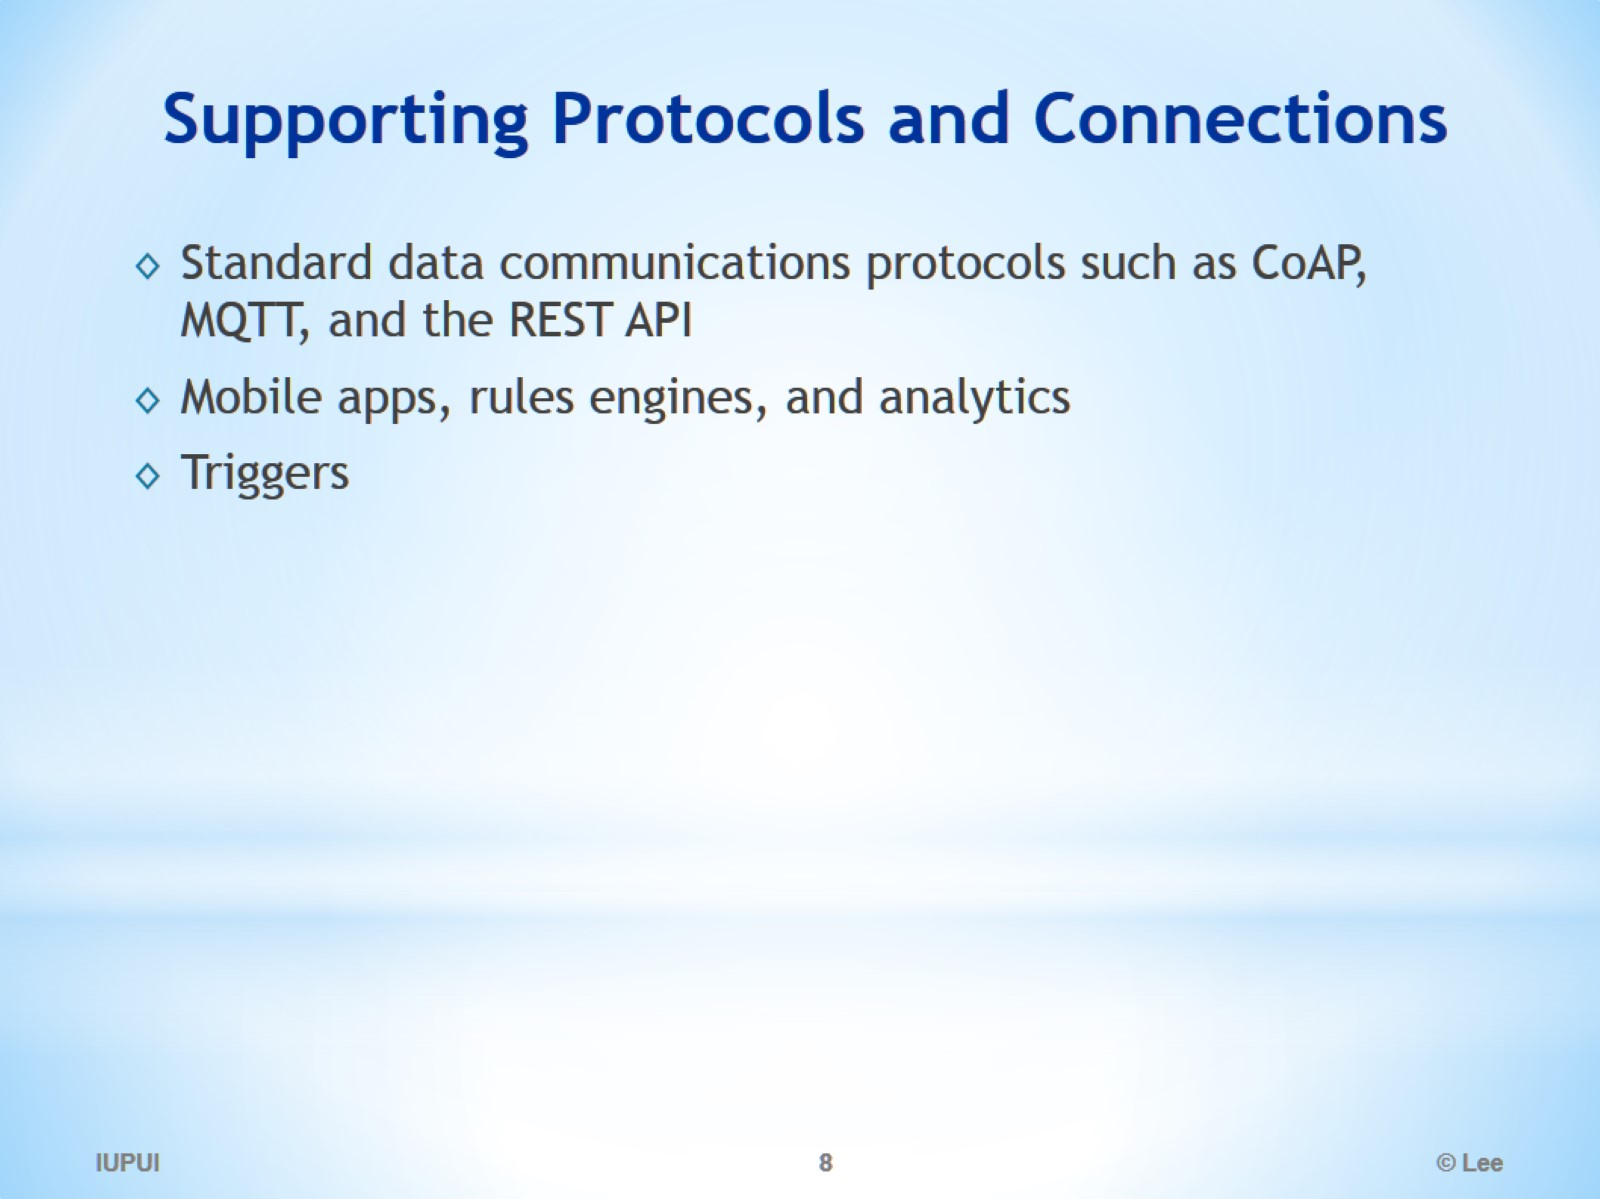 Supporting Protocols and Connections
◇ Standard data communications protocols such as CoAP,
MQTT, and the REST API
◇ Mobile apps, rules engines, and analytics
◇ Triggers
IUPUI 8 © Lee